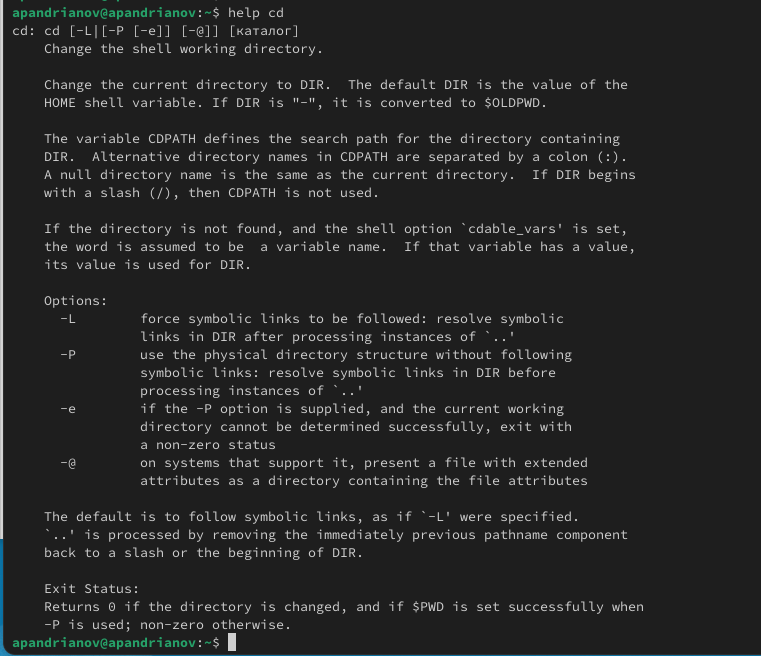 apandrianov@apandrianov:~$ help cd
cd: cd [-L|[-P [-e]] [-@]] [каталог]
Change the shell working directory.
Change the current directory to DIR.  The default DIR is the value of the
HOME shell variable. If DIR is "-", it is converted to $OLDPWD.
The variable CDPATH defines the search path for the directory containing
DIR.  Alternative directory names in CDPATH are separated by a colon (:).
A null directory name is the same as the current directory.  If DIR begins
with a slash (/), then CDPATH is not used.
If the directory is not found, and the shell option `cdable_vars' is set,
the word is assumed to be  a variable name.  If that variable has a value,
its value is used for DIR.
Options:
-L        force symbolic links to be followed: resolve symbolic
links in DIR after processing instances of `..'
-P        use the physical directory structure without following
symbolic links: resolve symbolic links in DIR before
processing instances of `..'
-e        if the -P option is supplied, and the current working
directory cannot be determined successfully, exit with
a non-zero status
-@        on systems that support it, present a file with extended
attributes as a directory containing the file attributes
The default is to follow symbolic links, as if `-L' were specified.
`..' is processed by removing the immediately previous pathname component
back to a slash or the beginning of DIR.
Exit Status:
Returns 0 if the directory is changed, and if $PWD is set successfully when
-P is used; non-zero otherwise.
apandrianov@apandrianov:~$